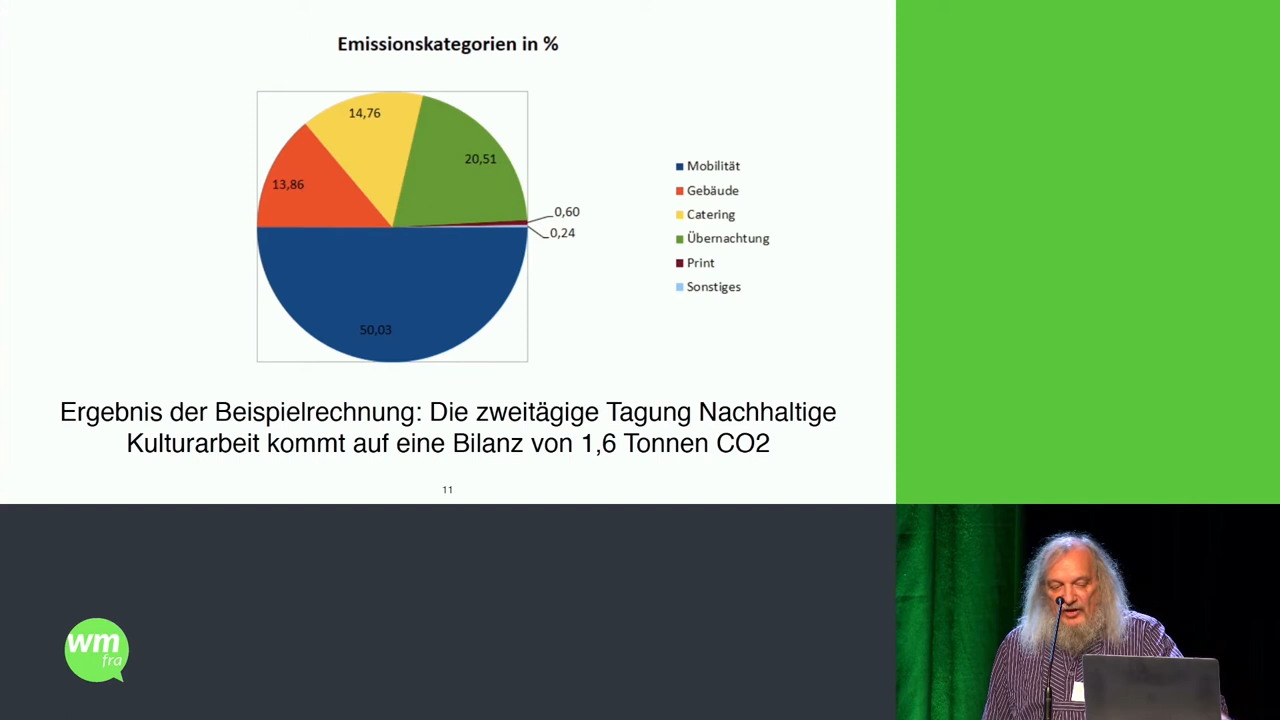 Emissionskategorien in %
14,76
20,51
13,86
0,60
0,24
50,03
Mobilität
Gebäude
Catering
Übernachtung
Print
Sonstiges
Ergebnis der Beispielrechnung: Die zweitägige Tagung Nachhaltige
Kulturarbeit kommt auf eine Bilanz von 1,6 Tonnen CO2
11
wm
fra